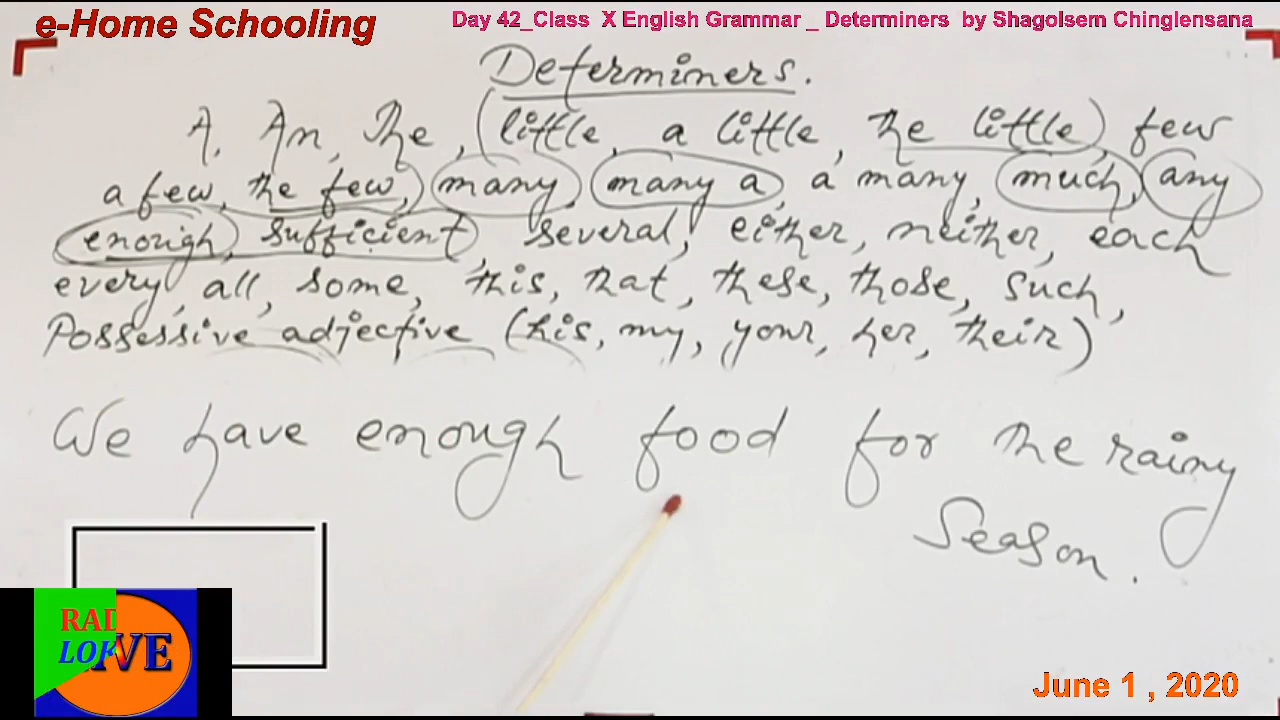 e-Home Schooling
Day 42_Class X English Grammar _ Determiners by Shagolsem Chinglensana
Determiners.
A, An, The, (little, a little, the little) few
a few, the few,) many, many a, a many, much, any
enough, sufficient, several, either, neither, each
every, all, some, this, that, these, those, such,
Possessive adjective (his, my, your, her, their)
We have enough food for the rainy
Season.
RAD
LOK VE
June 1 , 2020